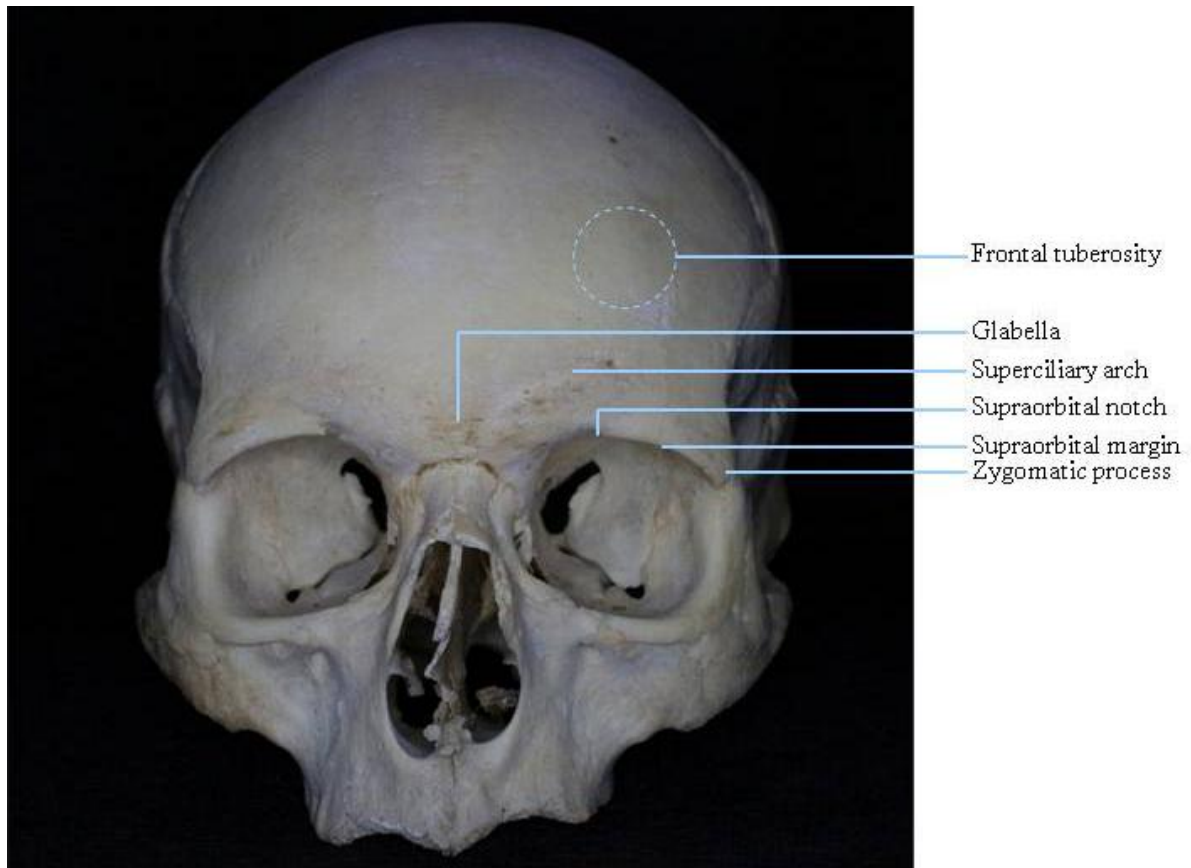 Frontal tuberosity
Glabella
Superciliary arch
Supraorbital notch
Supraorbital margin
Zygomatic process